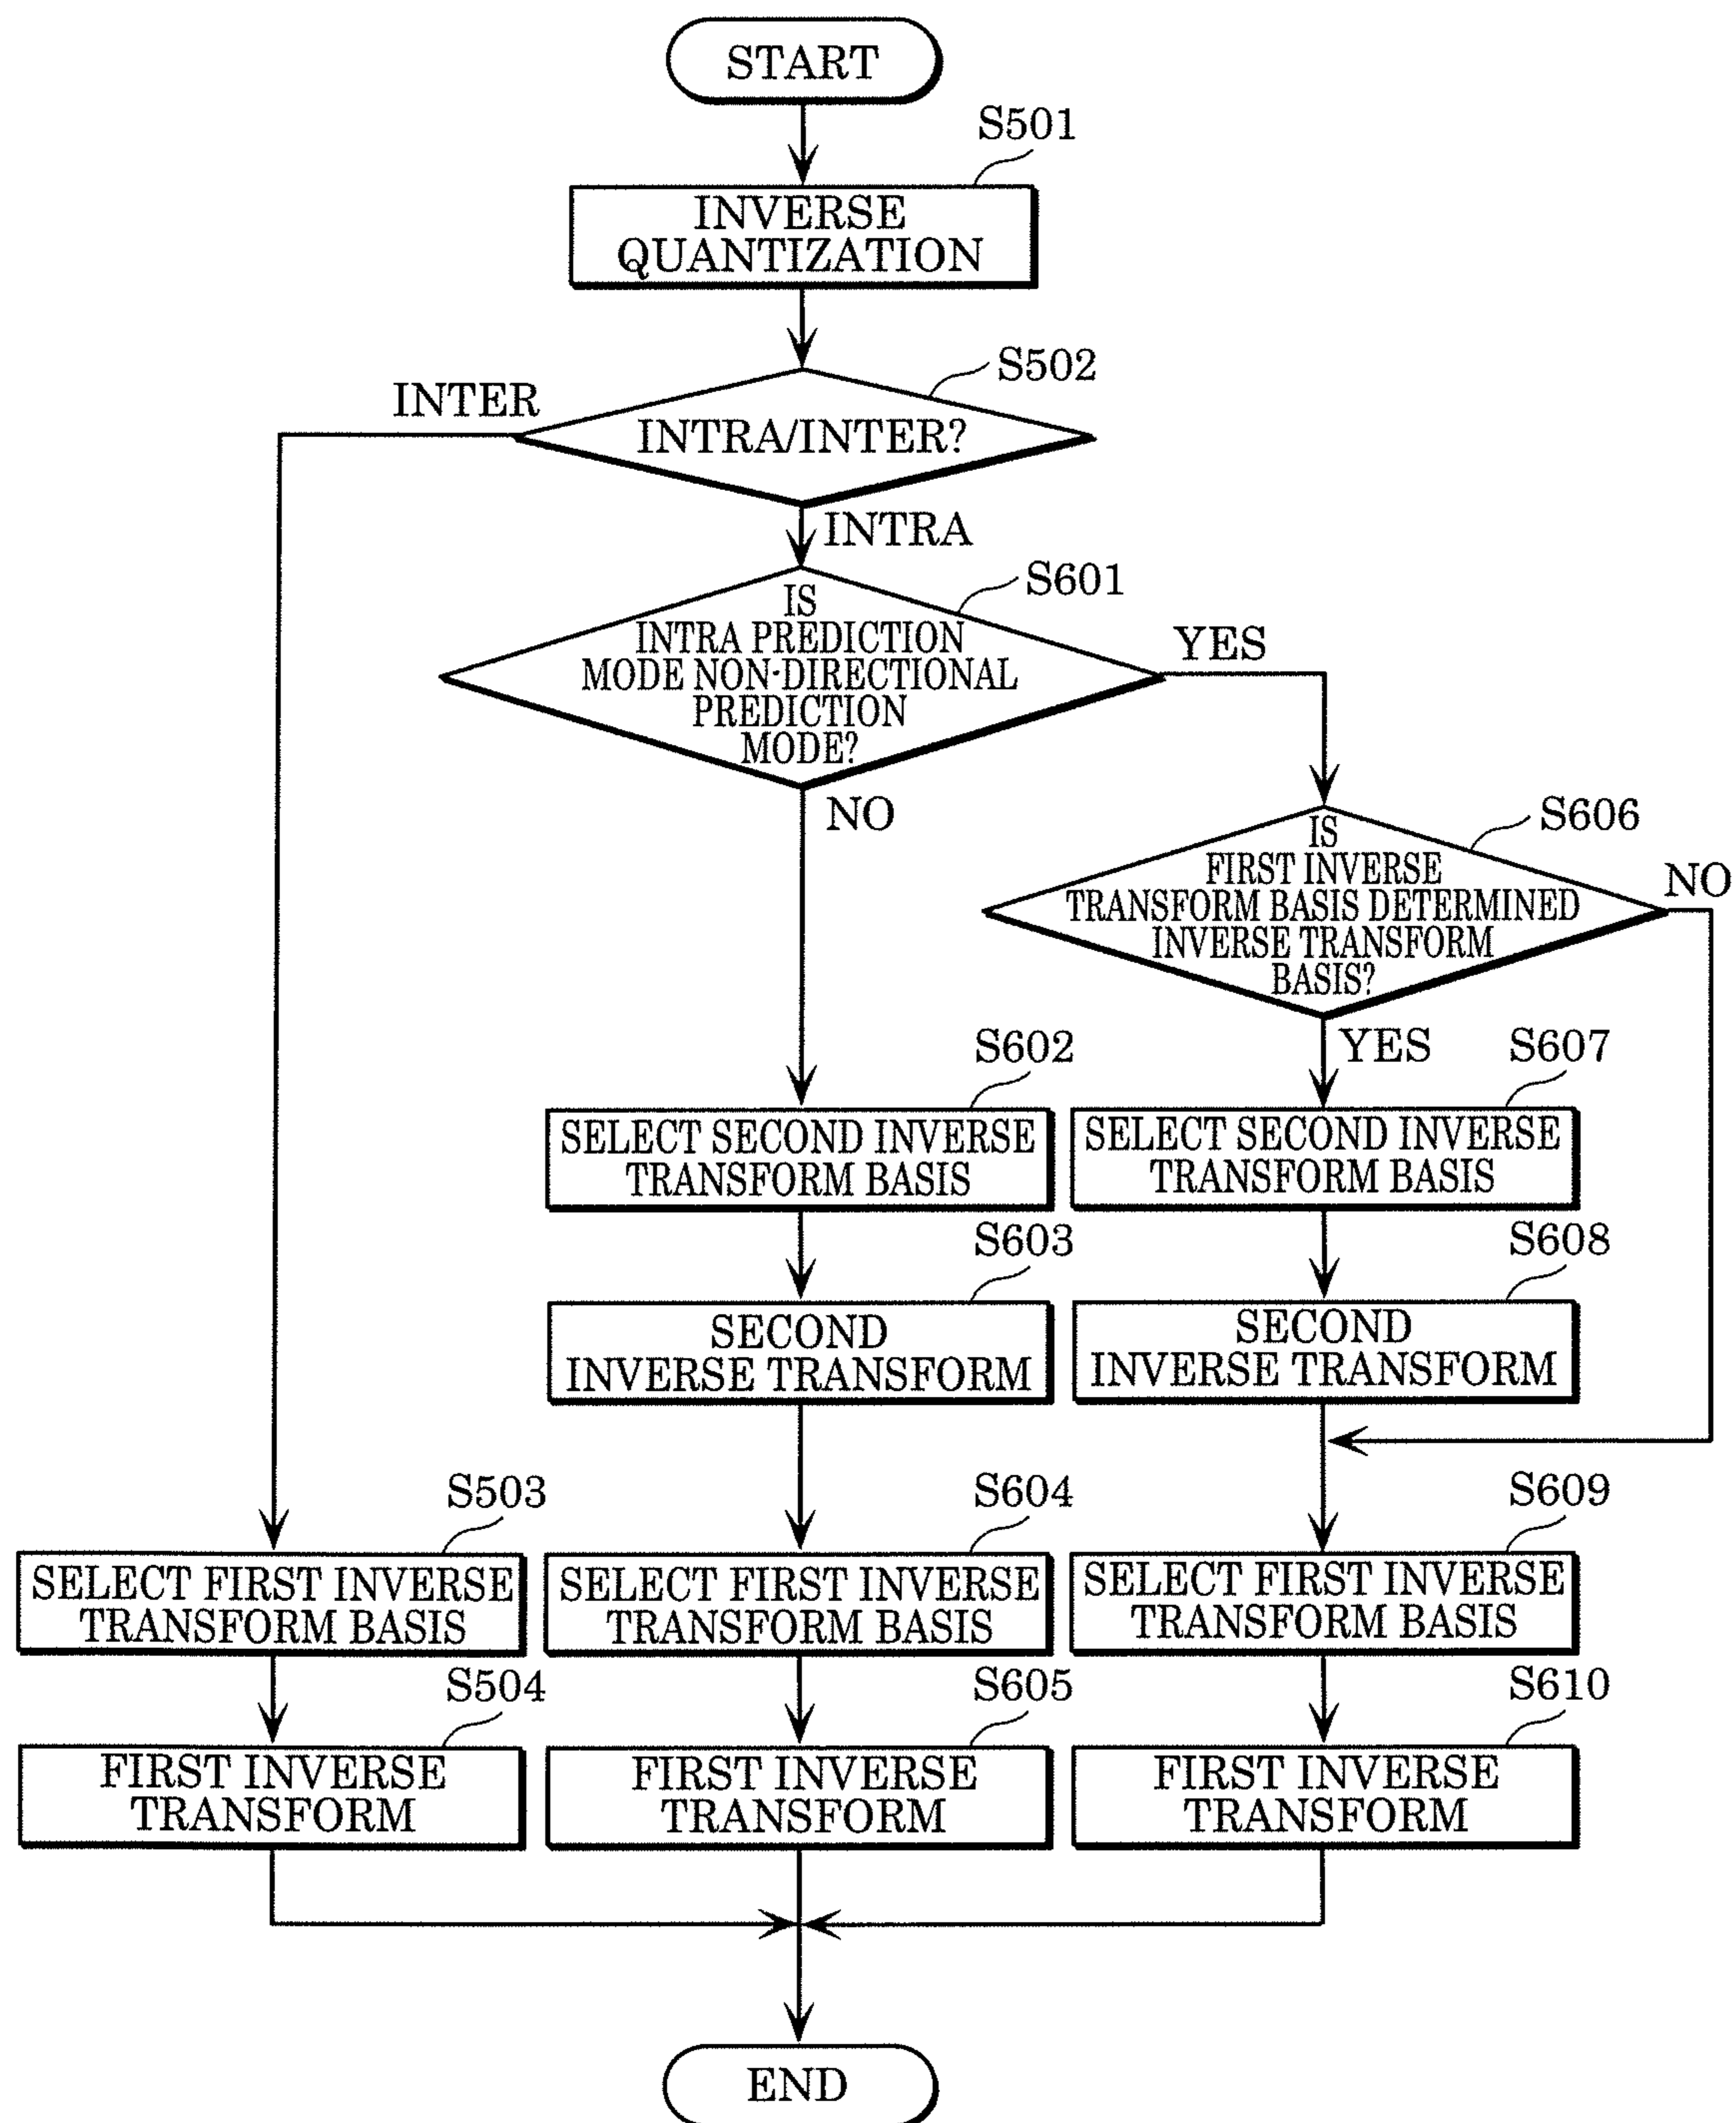 START
S501
INVERSE
QUANTIZATION
S502
INTER
INTRA/INTER?
INTRA
S601
IS
INTRA PREDICTION
MODE NON-DIRECTIONAL
PREDICTION
MODE?
YES
NO
S606
IS
FIRST INVERSE
TRANSFORM BASIS DETERMINED
INVERSE TRANSFORM
BASIS?
NO
YES
S602
SELECT SECOND INVERSE
TRANSFORM BASIS
S607
SELECT SECOND INVERSE
TRANSFORM BASIS
S603
SECOND
INVERSE TRANSFORM
S608
SECOND
INVERSE TRANSFORM
S503
SELECT FIRST INVERSE
TRANSFORM BASIS
S604
SELECT FIRST INVERSE
TRANSFORM BASIS
S609
SELECT FIRST INVERSE
TRANSFORM BASIS
S504
FIRST INVERSE
TRANSFORM
S605
FIRST INVERSE
TRANSFORM
S610
FIRST INVERSE
TRANSFORM
END